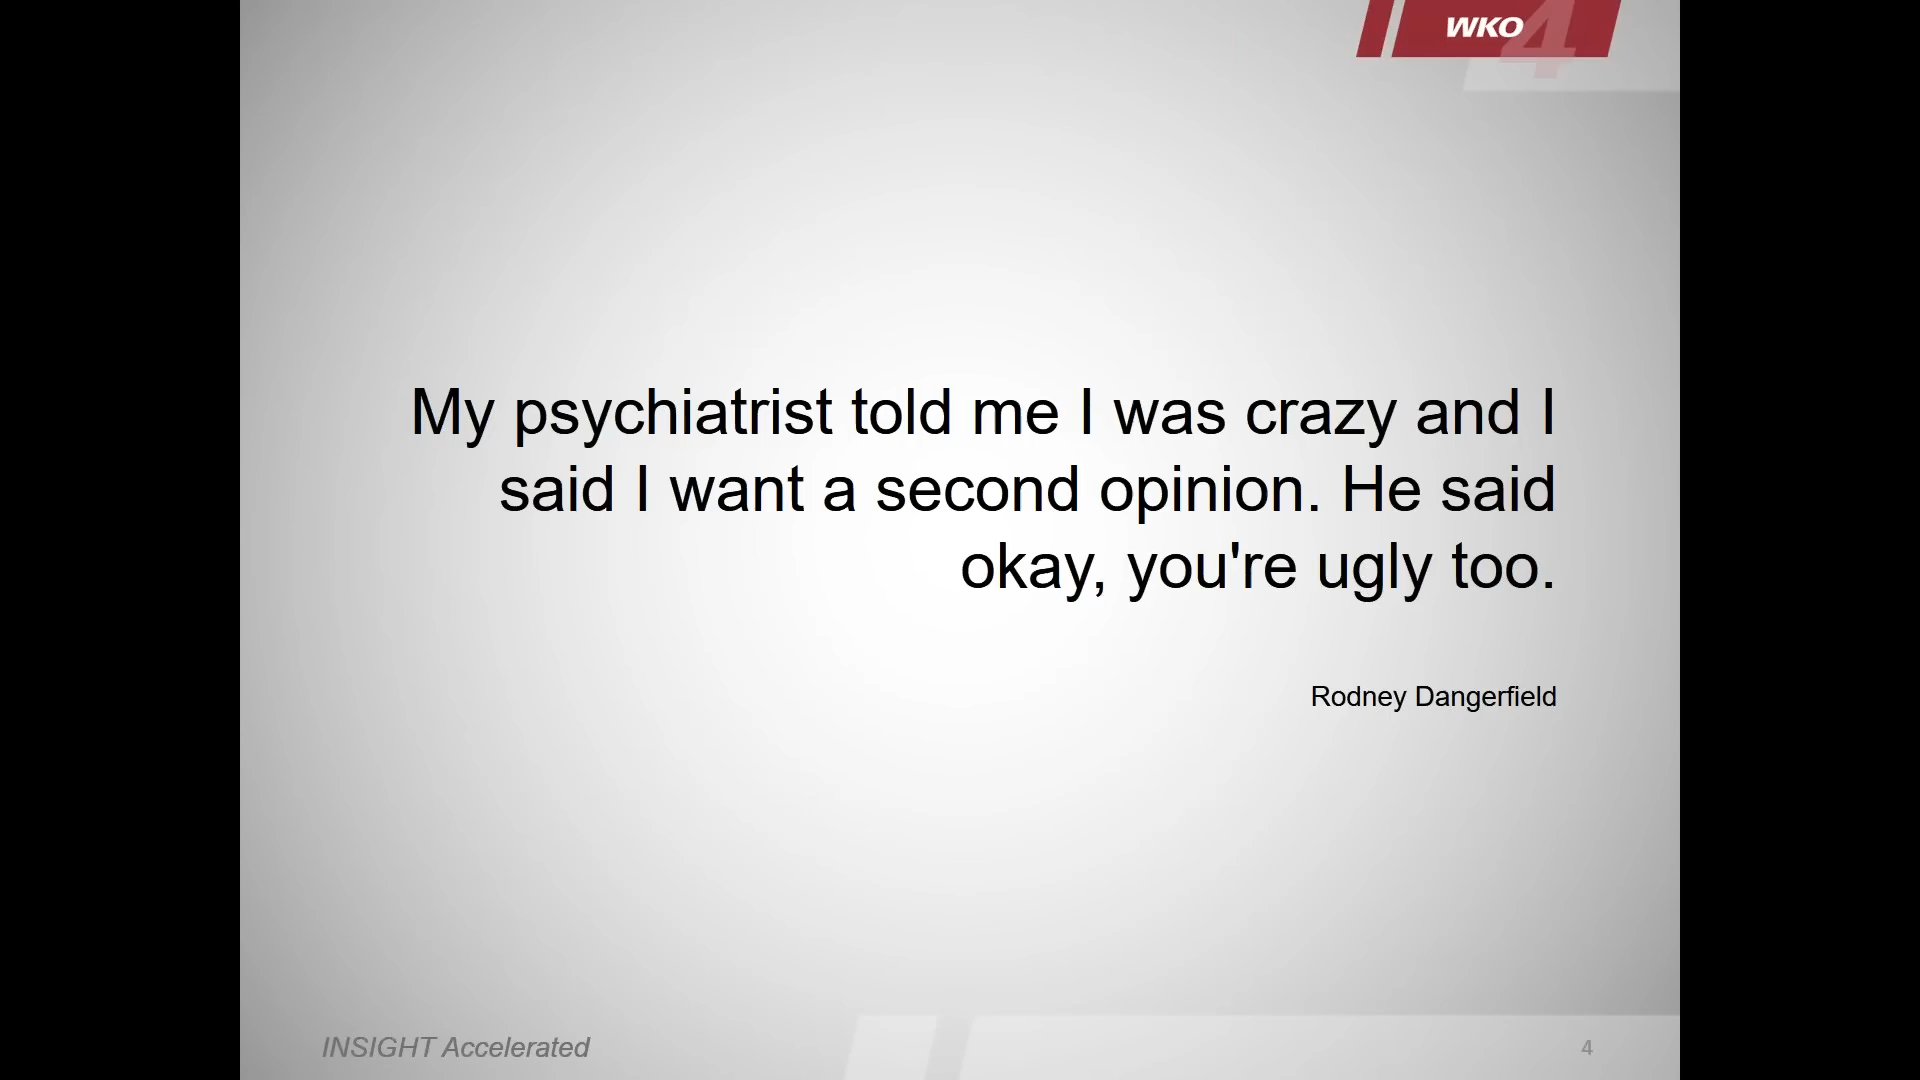 WKO
4
My psychiatrist told me I was crazy and I
said I want a second opinion. He said
okay, you're ugly too.
Rodney Dangerfield
INSIGHT Accelerated
4